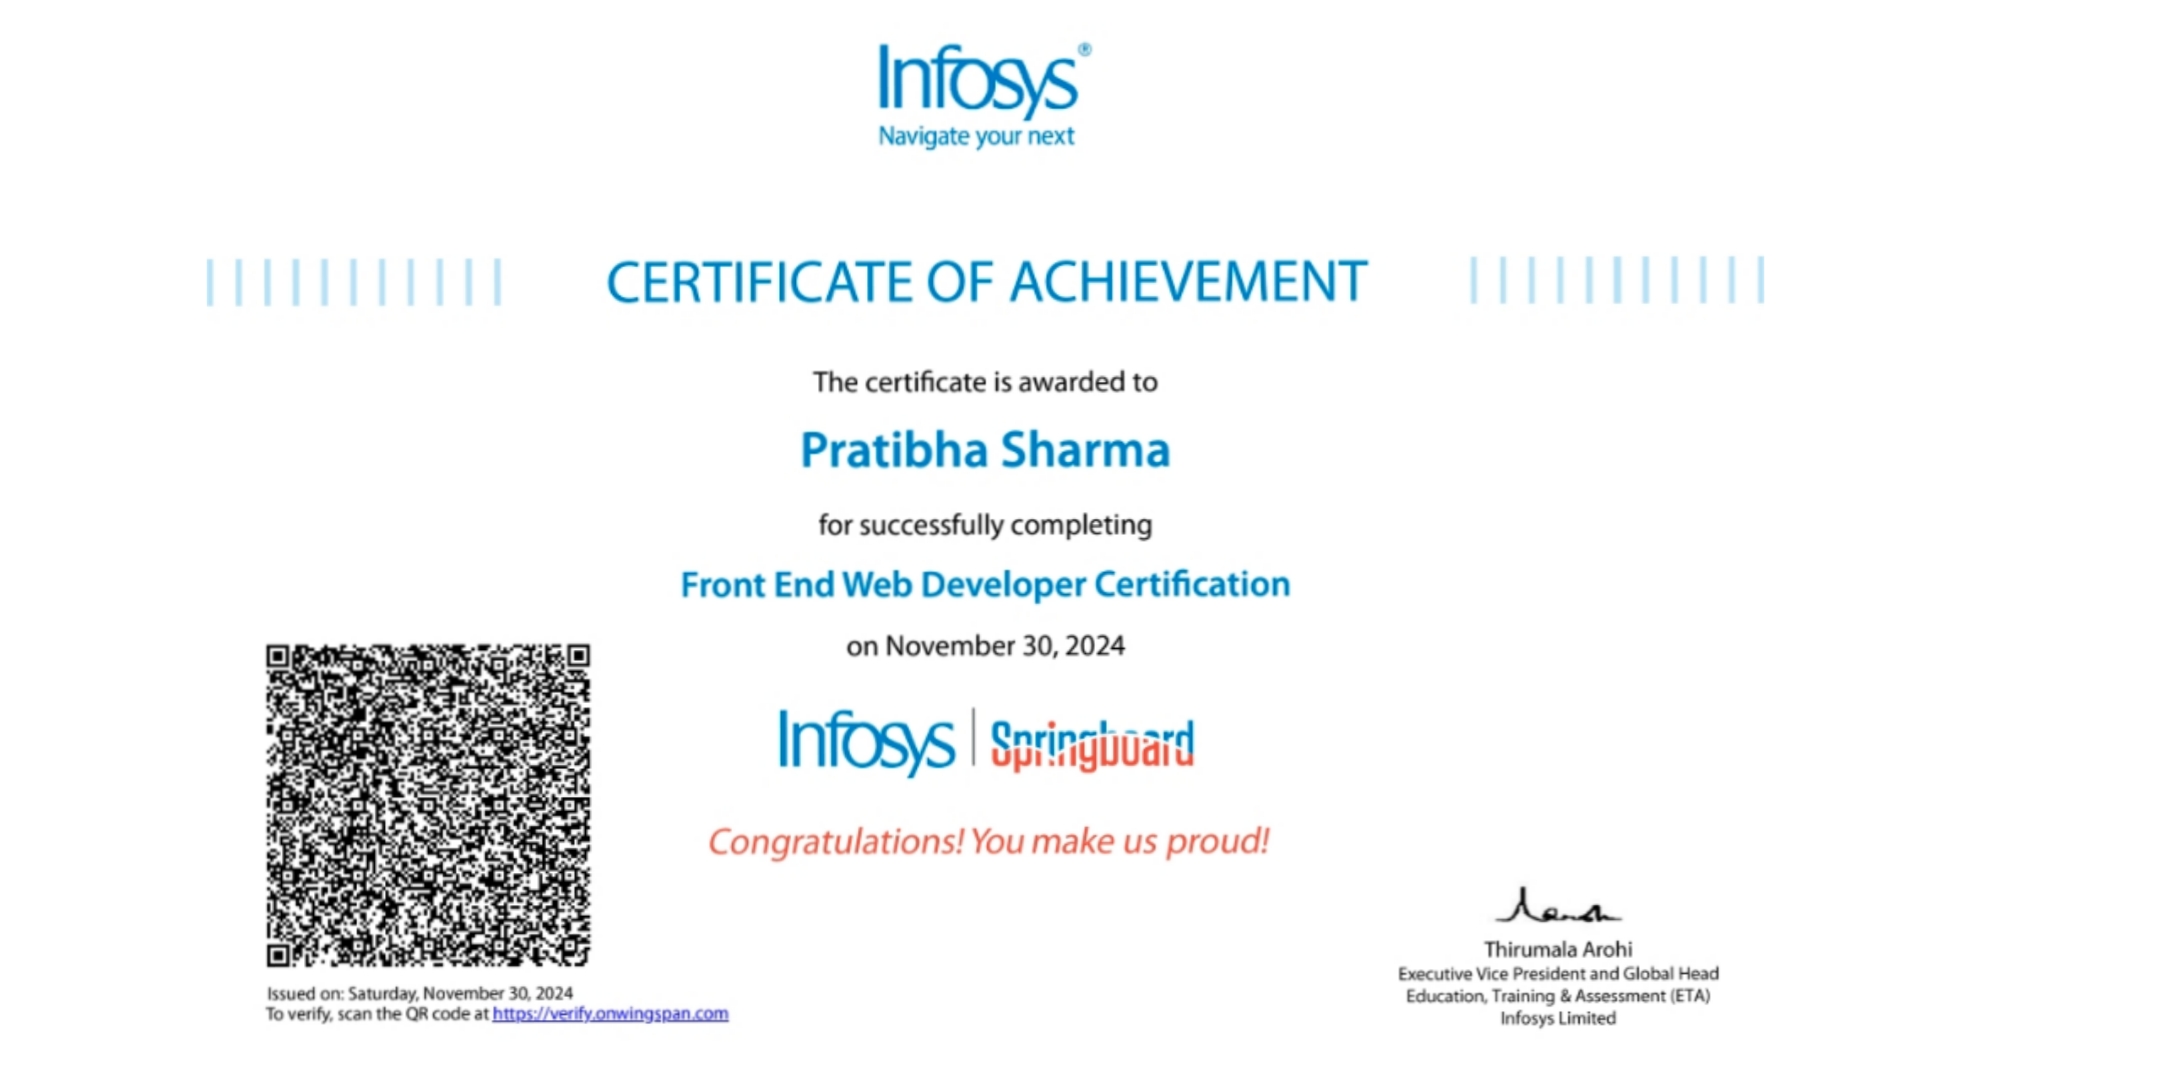 Infosys®
Navigate your next
CERTIFICATE OF ACHIEVEMENT
The certificate is awarded to
Pratibha Sharma
for successfully completing
Front End Web Developer Certification
on November 30, 2024
Infosys | Springboard
Congratulations! You make us proud!
Issued on: Saturday, November 30, 2024
To verify, scan the QR code at https://verify.onwingspan.com
Thirumala Arohi
Executive Vice President and Global Head
Education, Training & Assessment (ETA)
Infosys Limited